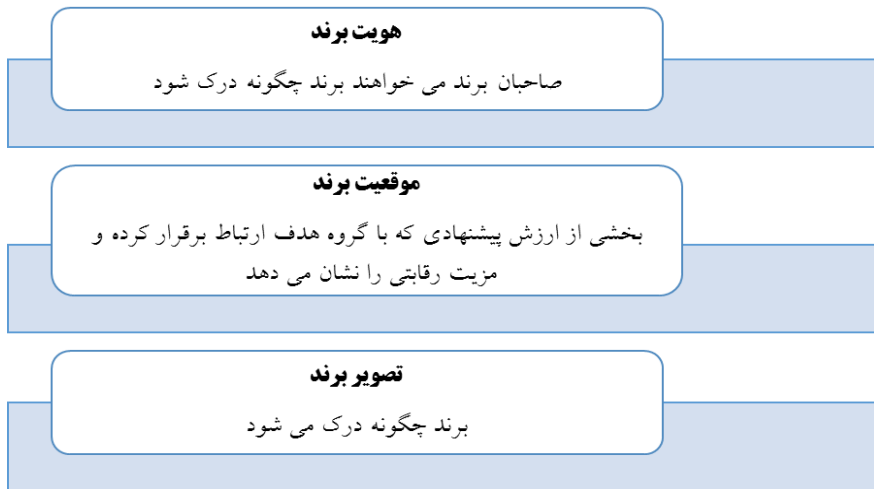 هویت برند
صاحبان برند می خواهند برند چگونه درک شود
موقعیت برند
بخشی از ارزش پیشنهادی که با گروه هدف ارتباط برقرار کرده و
مزیت رقابتی را نشان می دهد
تصویر برند
برند چگونه درک می شود